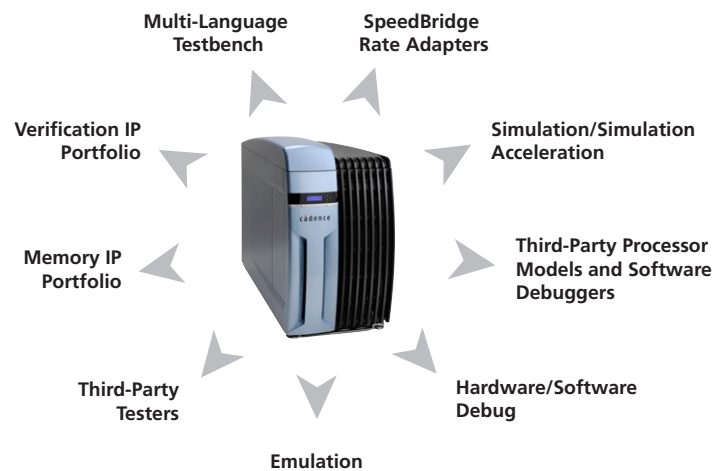 Multi-Language
Testbench
SpeedBridge
Rate Adapters
Verification IP
Portfolio
Simulation/Simulation
Acceleration
cādence
Memory IP
Portfolio
Third-Party Processor
Models and Software
Debuggers
Third-Party
Testers
Hardware/Software
Debug
Emulation